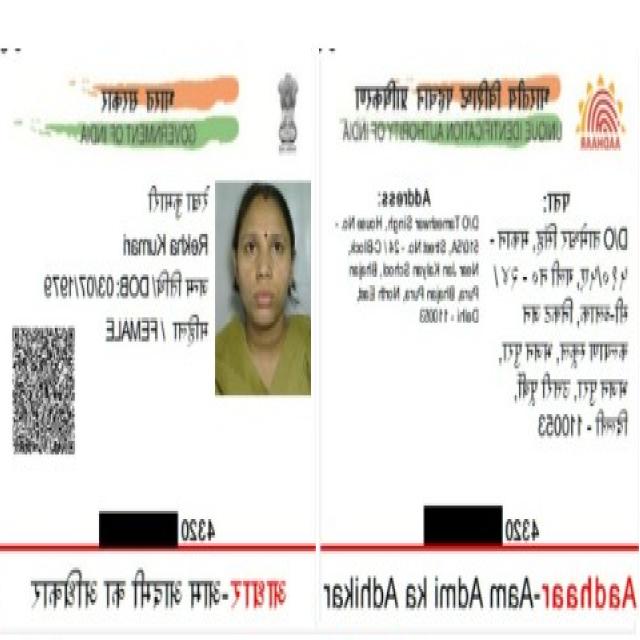 भारत सरकार
GOVERNMENT OF INDIA
रेखा कुमारी
Rekha Kumari
जन्म तिथि/ DOB: 03/07/1979
महिला / FEMALE
4320
आधार-आम आदमी का अधिकार
भारतीय विशिष्ट पहचान प्राधिकरण
UNIQUE IDENTIFICATION AUTHORITY OF INDIA
AADHAAR
पता:
D/O तामेश्वर सिंह, मकान
गली
सी-ब्लाक, निकट जन
कल्याण स्कूल, भजन पुरा,
भजन पुरा, उत्तरी पूर्वी,
दिल्ली - 110053
Address:
D/O Tameshwar Singh, House No.-
Street No. - 24 / C-Block,
Near Jan Kalyan School, Bhajan
Pura, Bhajan Pura, North East,
Delhi - 110053
4320
Aadhaar-Aam Admi ka Adhikar